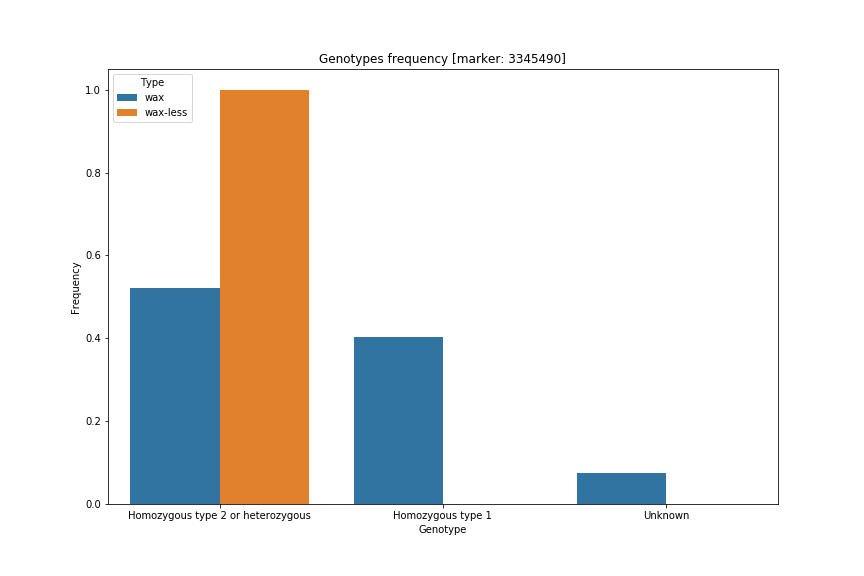 Genotypes frequency [marker: 3345490]
Type
wax
wax-less
1.0
0.8
0.6
0.4
0.2
0.0
Frequency
Homozygous type 2 or heterozygous
Homozygous type 1
Unknown
Genotype